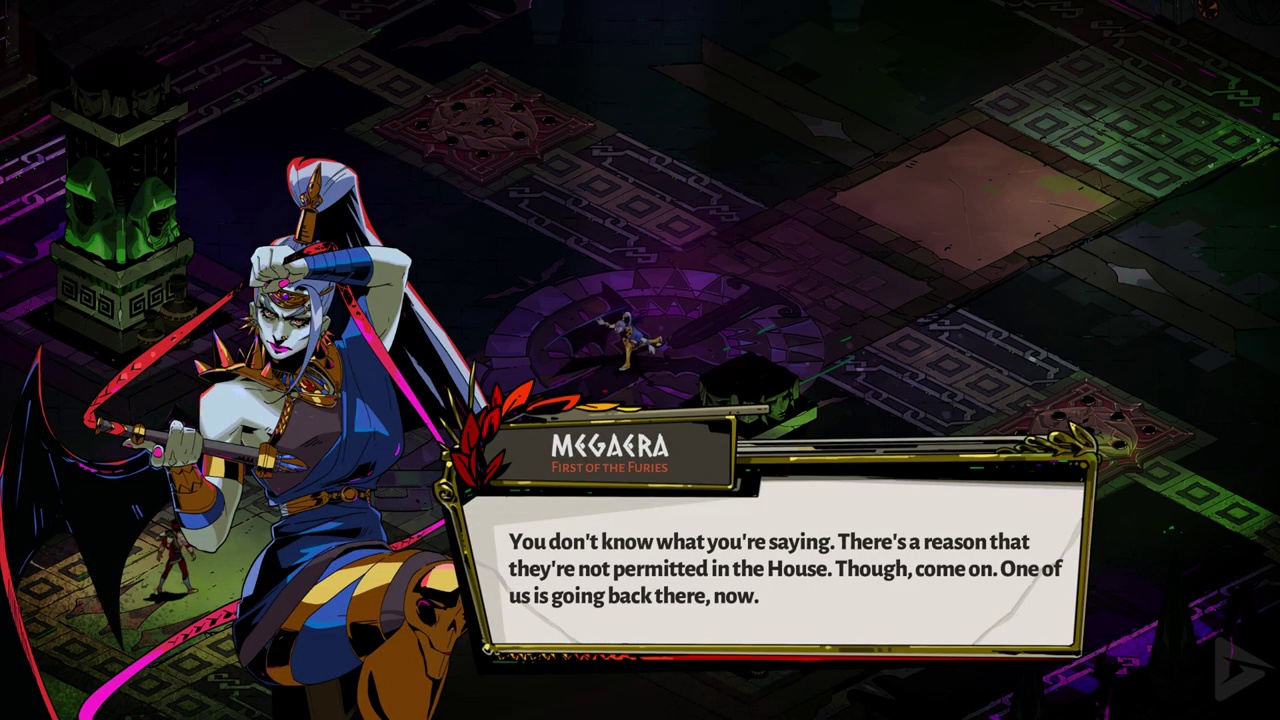 MEGAERA
FIRST OF THE FURIES
You don't know what you're saying. There's a reason that
they're not permitted in the House. Though, come on. One of
us is going back there, now.